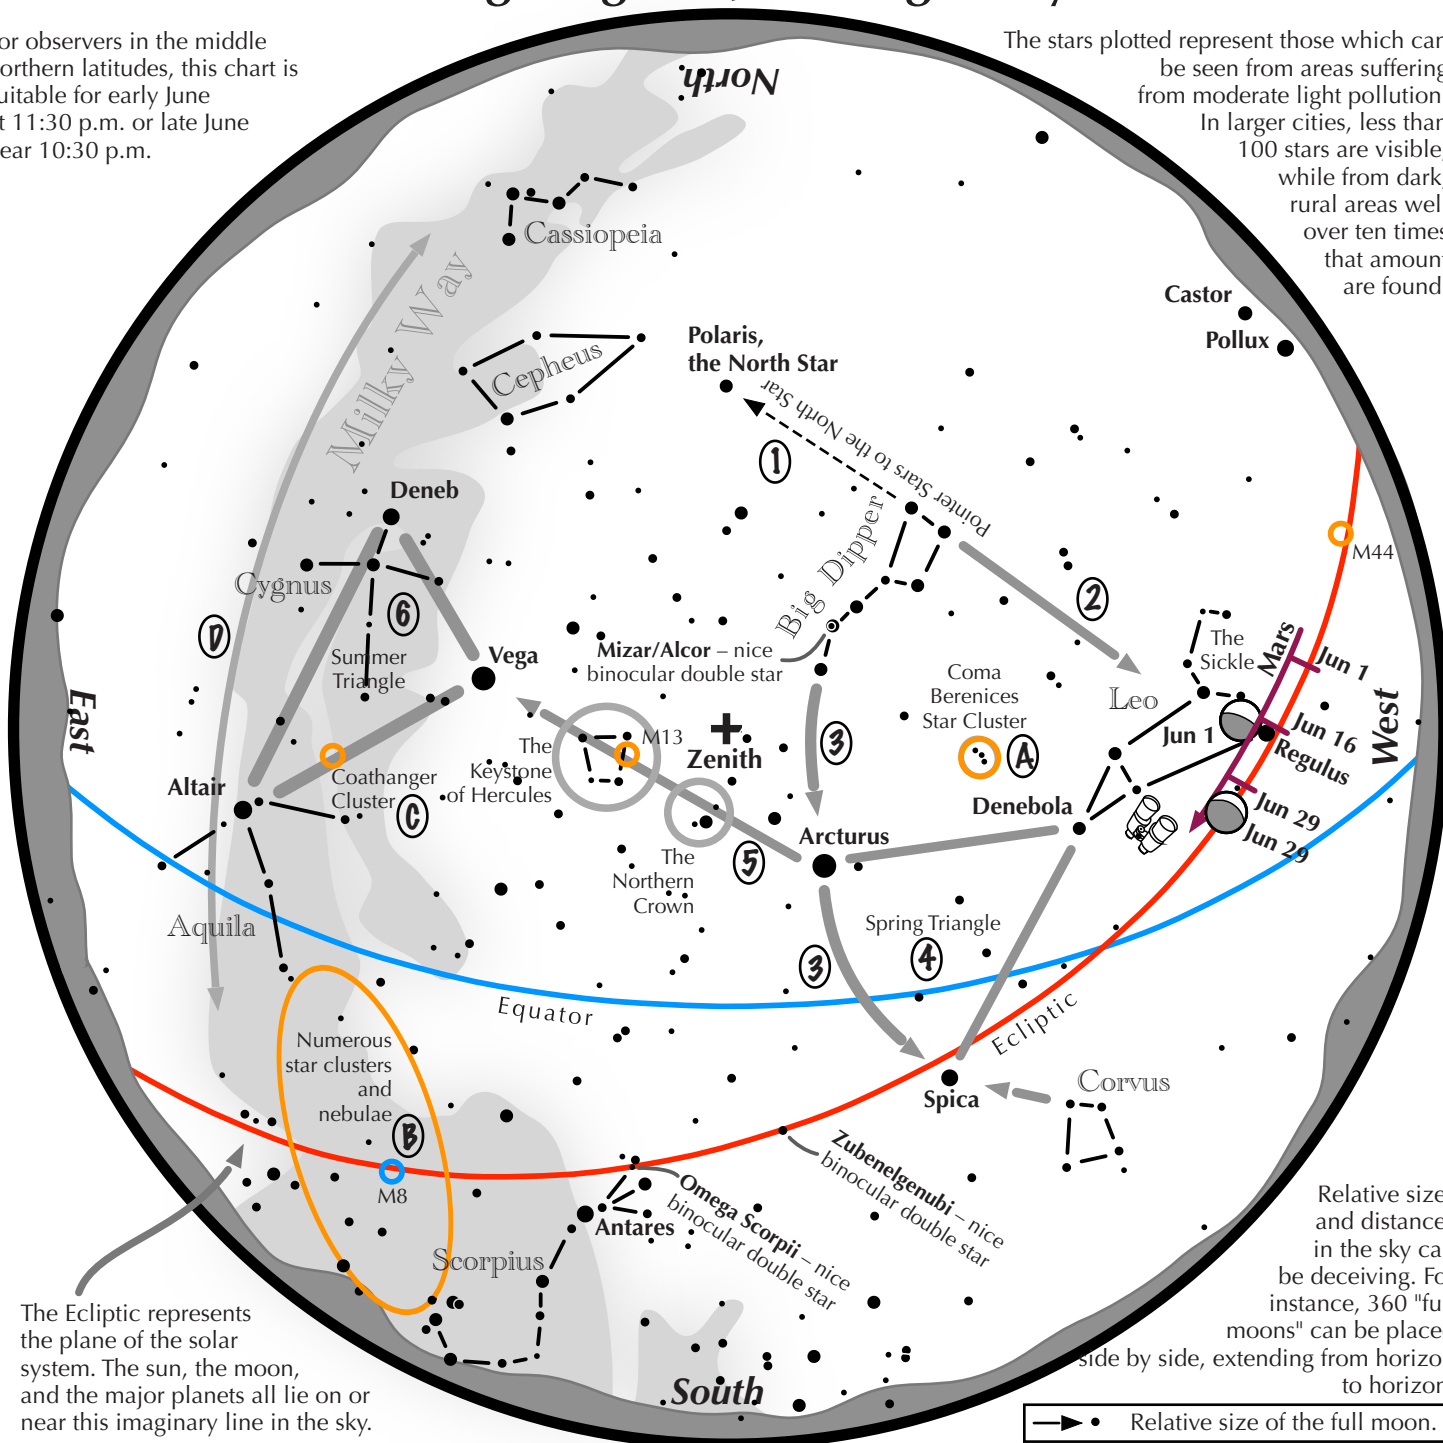 or observers in the middle
orthern latitudes, this chart is
uitable for early June
t 11:30 p.m. or late June
ear 10:30 p.m.
The stars plotted represent those which can
be seen from areas suffering
from moderate light pollution
In larger cities, less than
100 stars are visible,
while from dark,
rural areas wel
over ten times
that amoun
are found
North
Cassiopeia
Milky Way
Castor
Pollux
Polaris,
the North Star
Cepheus
Pointer Stars to the North Star
1
Deneb
Big Dipper
M44
Cygnus
6
2
D
Mizar/Alcor – nice
binocular double star
Summer
Triangle
Vega
Coma
Berenices
Star Cluster
A
The
Sickle
Leo
Mars
Jun 1
Jun 16
Regulus
Jun 1
Jun 29
Jun 29
West
East
3
Zenith
M13
The
Keystone
of Hercules
Altair
Coathanger
Cluster
C
Denebola
Arcturus
5
The
Northern
Crown
Aquila
Spring Triangle
4
3
Equator
Ecliptic
Numerous
star clusters
and
nebulae
B
M8
Spica
Corvus
Zubenelgenubi – nice
binocular double star
Omega Scorpii – nice
binocular double star
Antares
Scorpius
South
The Ecliptic represents
the plane of the solar
system. The sun, the moon,
and the major planets all lie on or
near this imaginary line in the sky.
Relative size
and distance
in the sky ca
be deceiving. Fo
instance, 360 "fu
moons" can be place
side by side, extending from horizo
to horizon
Relative size of the full moon.